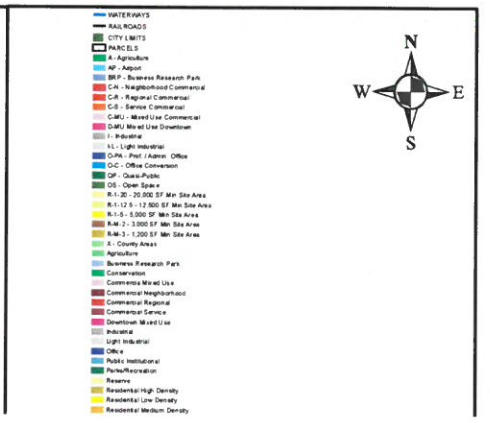 WATERWAYS
RAILROADS
CITY LIMITS
PARCELS
A - Agriculture
AP - Airport
BRP - Business Research Park
C-N - Neighborhood Commercial
C-R - Regional Commercial
C-S - Service Commercial
C-MU - Mixed Use Commercial
D-MU Mixed Use Downtown
I - Industrial
I-L - Light Industrial
O-PA - Prof. / Admin. Office
O-C - Office Conversion
QP - Quasi-Public
OS - Open Space
R-1-20 - 20,000 SF Min Site Area
R-1-12.5 - 12,500 SF Min Site Area
R-1-5 - 5,000 SF Min Site Area
R-M-2 - 3,000 SF Min Site Area
R-M-3 - 1,200 SF Min Site Area
X - County Areas
Agriculture
Business Research Park
Conservation
Commercial Mixed Use
Commercial Neighborhood
Commercial Regional
Commercial Service
Downtown Mixed Use
Industrial
Light Industrial
Office
Public Institutional
Parks/Recreation
Reserve
Residential High Density
Residential Low Density
Residential Medium Density
N
W E
S